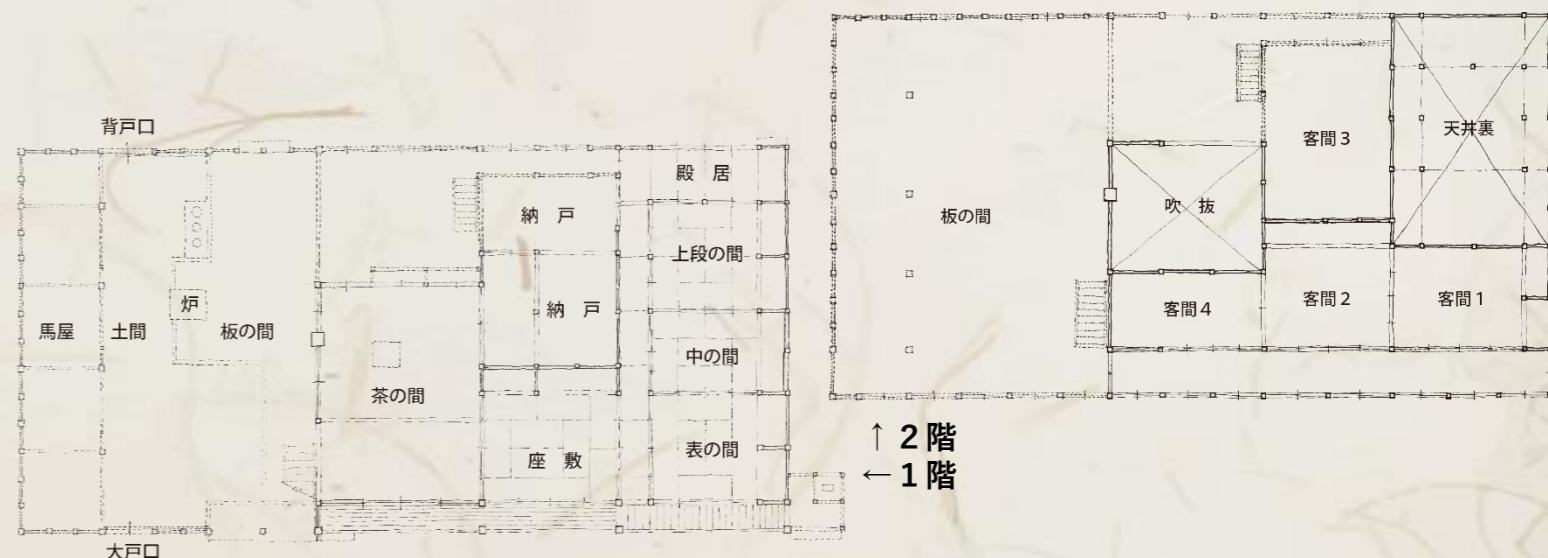 背戸口
馬屋
土間
炉
板の間
茶の間
納 戸
納 戸
座 敷
殿 居
上段の間
中の間
表の間
大戸口
板の間
吹 抜
客間3
天井裏
客間4
客間2
客間1
↑ 2階
← 1階